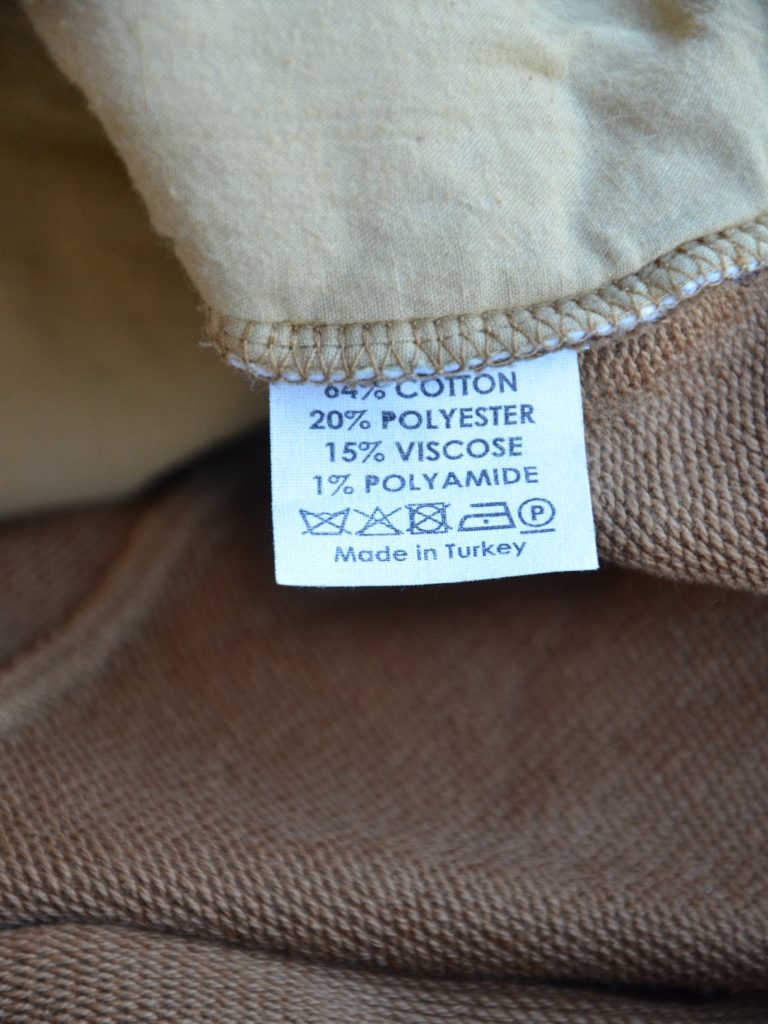 64% COTTON
20% POLYESTER
15% VISCOSE
1% POLYAMIDE
P
Made in Turkey